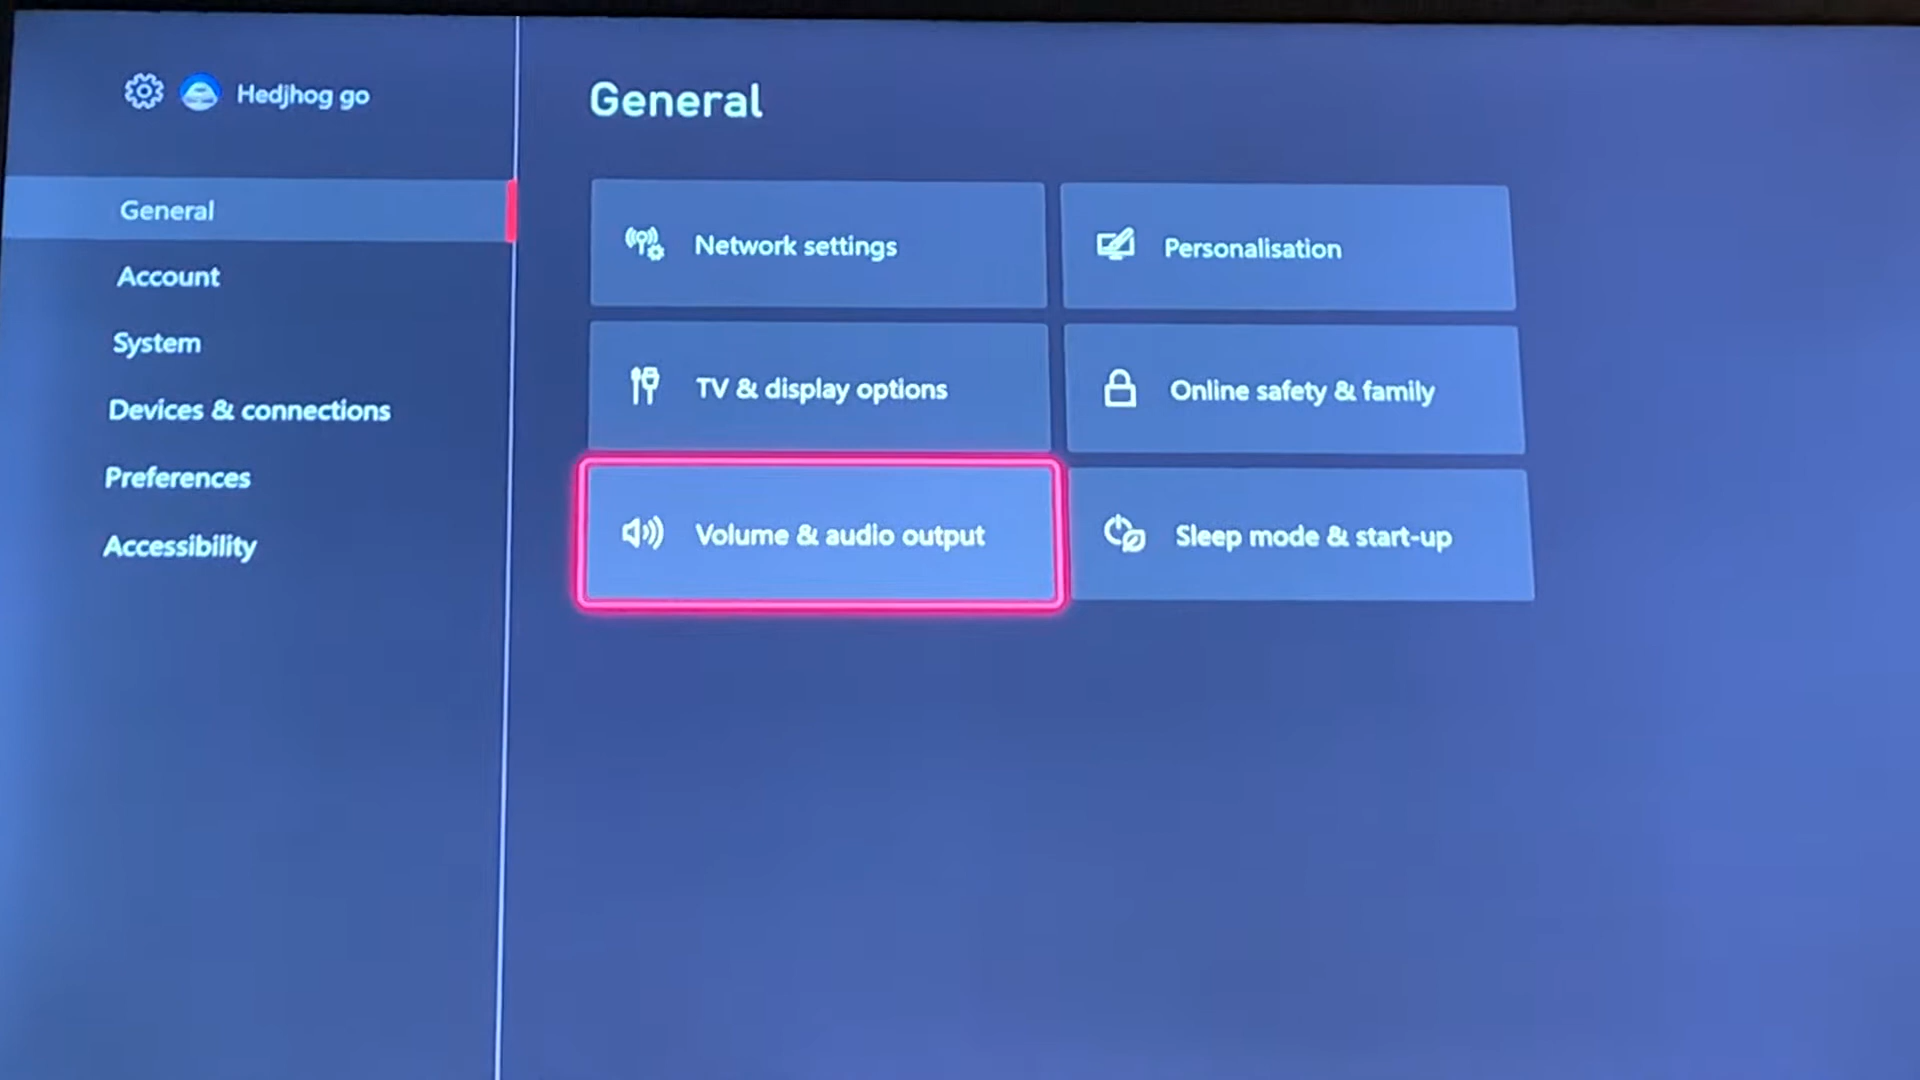 Hedjhog go
General
Account
System
Devices & connections
Preferences
Accessibility
General
Network settings
Personalisation
TV & display options
Online safety & family
Volume & audio output
Sleep mode & start-up